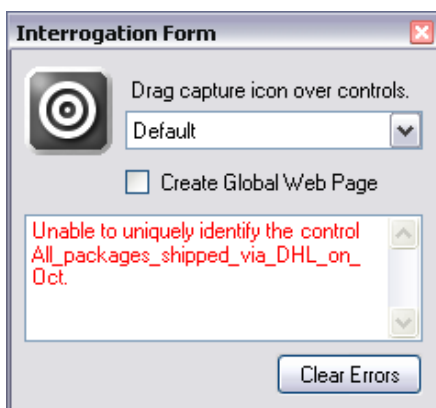 Interrogation Form
Drag capture icon over controls.
Default
Create Global Web Page
Unable to uniquely identify the control
All_packages_shipped_via_DHL_on_
Oct.
Clear Errors